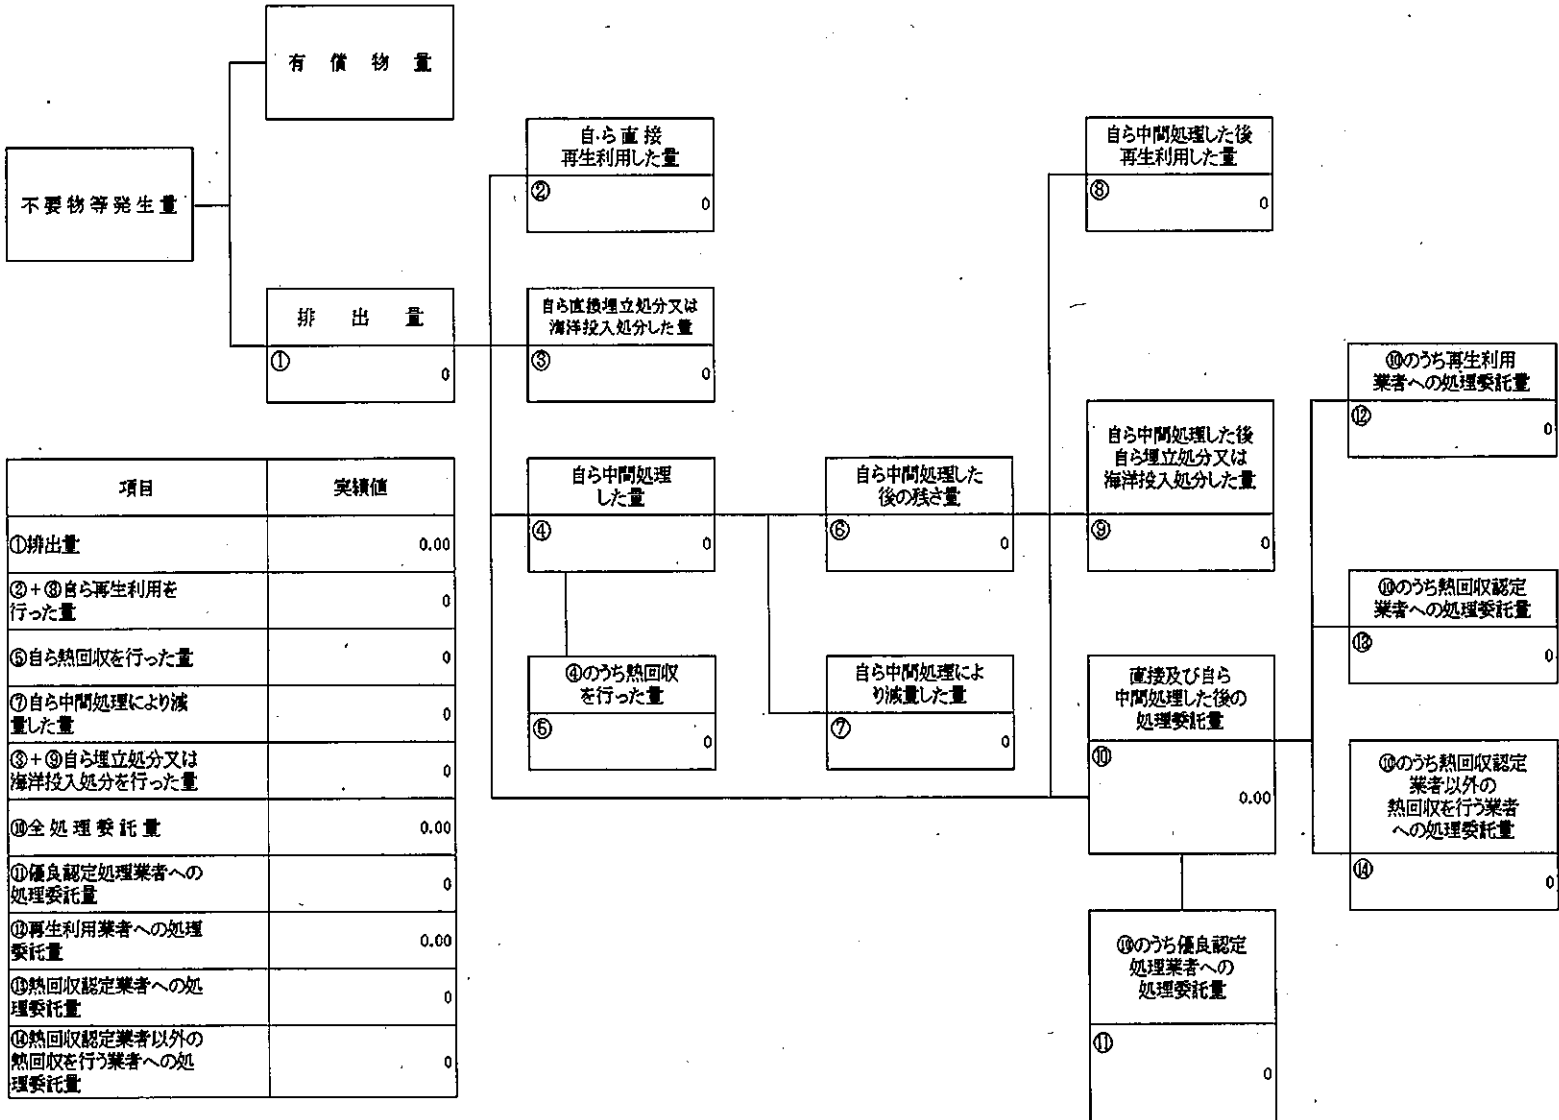 有償物量
不要物等発生量
排出量
①
0
自ら直接
再生利用した量
②
0
自ら直接埋立処分又は
海洋投入処分した量
③
0
自ら中間処理
した量
④
0
④のうち熱回収
を行った量
⑤
0
自ら中間処理した
後の残さ量
⑥
0
自ら中間処理によ
り減量した量
⑦
0
自ら中間処理した後
再生利用した量
⑧
0
自ら中間処理した後
自ら埋立処分又は
海洋投入処分した量
⑨
0
直接及び自ら
中間処理した後の
処理委託量
⑩
0.00
⑩のうち優良認定
処理業者への
処理委託量
⑪
0
⑩のうち再生利用
業者への処理委託量
⑫
0
⑩のうち熱回収認定
業者への処理委託量
⑬
0
⑩のうち熱回収認定
業者以外の
熱回収を行う業者
への処理委託量
⑭
0
項目 実績値
①排出量 0.00
②+⑧自ら再生利用を
行った量 0
⑤自ら熱回収を行った量 0
⑦自ら中間処理により減
量した量 0
③+⑨自ら埋立処分又は
海洋投入処分を行った量 0
⑩全処理委託量 0.00
⑪優良認定処理業者への
処理委託量 0
⑫再生利用業者への処理
委託量 0.00
⑬熱回収認定業者への処
理委託量 0
⑭熱回収認定業者以外の
熱回収を行う業者への処
理委託量 0